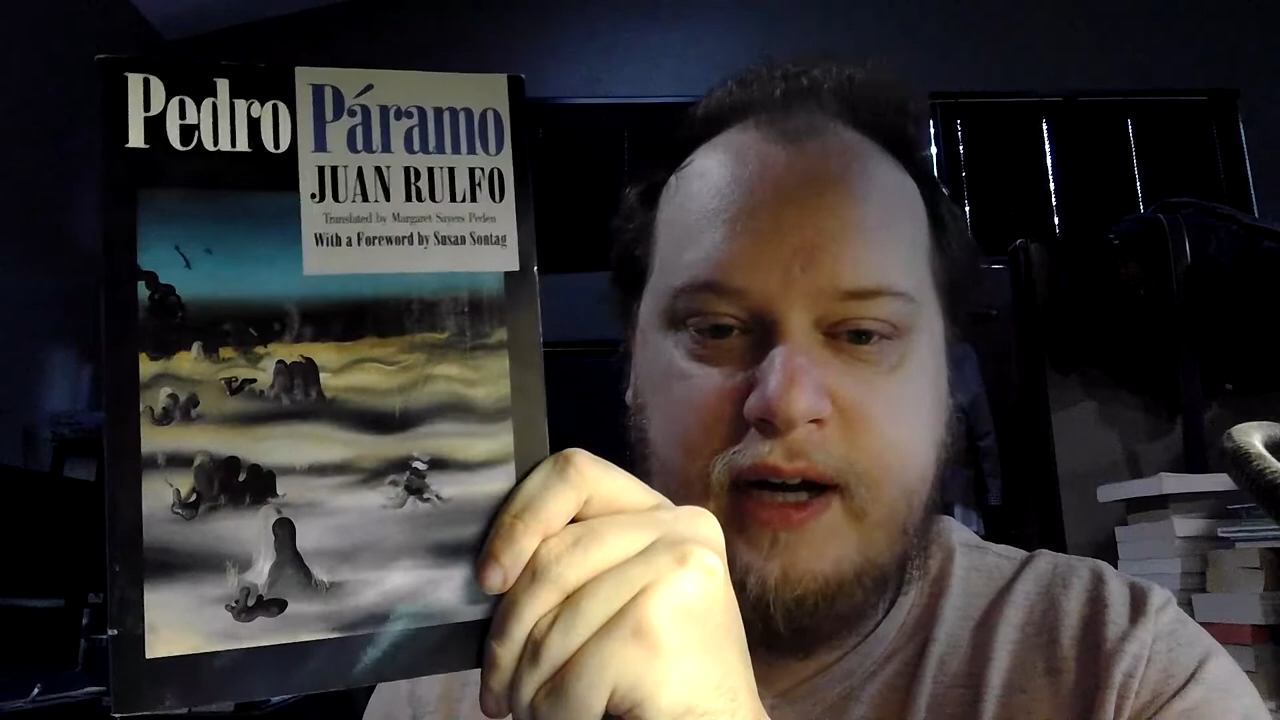 Pedro Páramo
JUAN RULFO
Translated by Margaret Sayers Peden
With a Foreword by Susan Sontag